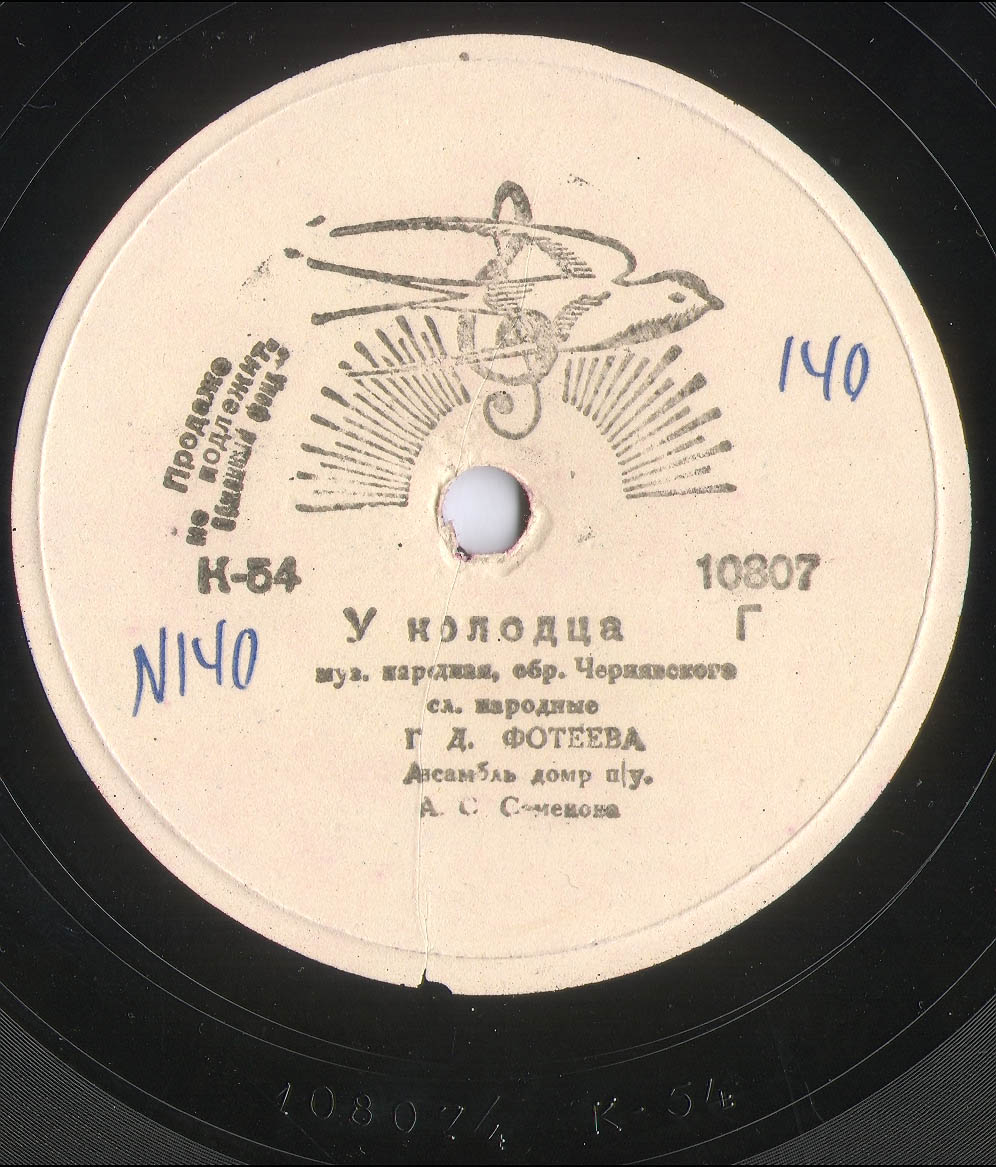 Продаже
не подлежит
Обменный фонд
140
К-54
10807
У колодца
Г
N140
муз. народная, обр. Чернявского
сл. народные
Г Д. ФОТЕЕВА
Ансамбль домр п/у.
А. С. Семенова
10807/4 К-54